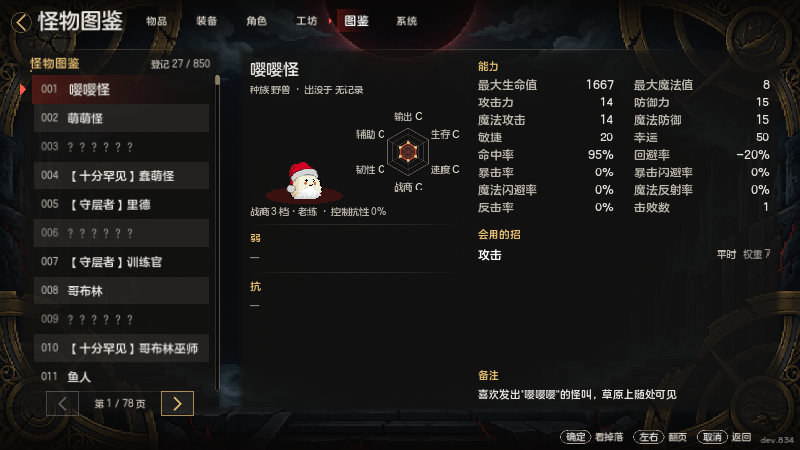 怪物图鉴 物品 装备 角色 工坊 图鉴 系统
怪物图鉴 登记 27 / 850
001 嘤嘤怪
002 萌萌怪
003 ? ? ? ? ? ?
004 【十分罕见】蠢萌怪
005 【守层者】里德
006 ? ? ? ? ? ?
007 【守层者】训练官
008 哥布林
009 ? ? ? ? ? ?
010 【十分罕见】哥布林巫师
011 鱼人
第 1 / 78 页
嘤嘤怪
种族 野兽 · 出没于 无记录
输出 C
辅助 C 生存 C
韧性 C 速度 C
战商 C
战商 3 档 · 老练 · 控制抗性 0%
弱
—
抗
—
能力
最大生命值 1667 最大魔法值 8
攻击力 14 防御力 15
魔法攻击 14 魔法防御 15
敏捷 20 幸运 50
命中率 95% 回避率 -20%
暴击率 0% 暴击闪避率 0%
魔法闪避率 0% 魔法反射率 0%
反击率 0% 击败数 1
会用的招
攻击 平时 权重 7
备注
喜欢发出"嘤嘤嘤"的怪叫，草原上随处可见
确定 看掉落 左右 翻页 取消 返回 dev.834